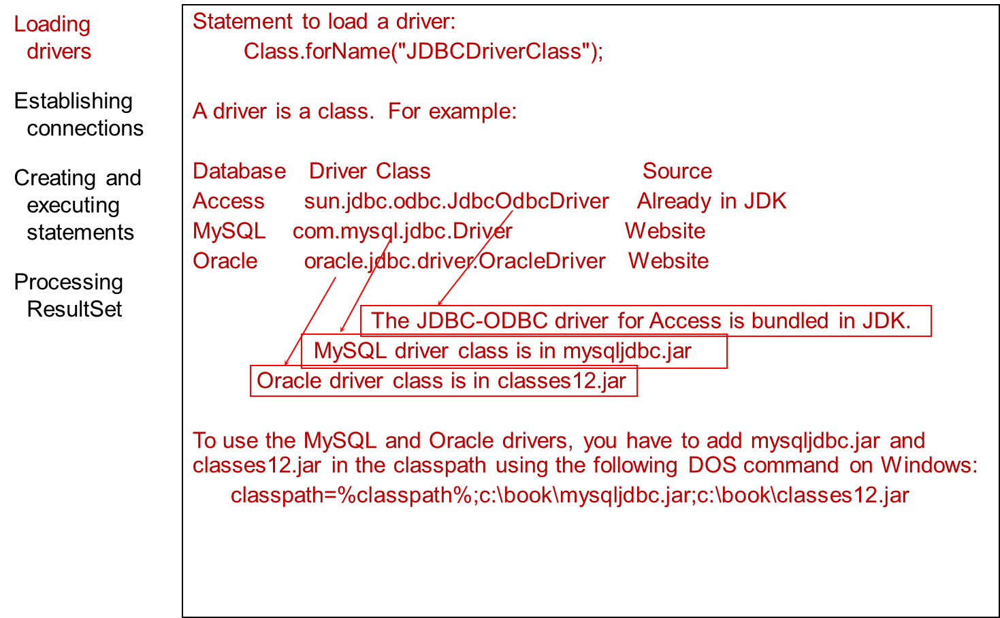 Loading
drivers
Establishing
connections
Creating and
executing
statements
Processing
ResultSet
Statement to load a driver:
Class.forName("JDBCDriverClass");
A driver is a class. For example:
Database Driver Class Source
Access sun.jdbc.odbc.JdbcOdbcDriver Already in JDK
MySQL com.mysql.jdbc.Driver Website
Oracle oracle.jdbc.driver.OracleDriver Website
The JDBC-ODBC driver for Access is bundled in JDK.
MySQL driver class is in mysqljdbc.jar
Oracle driver class is in classes12.jar
To use the MySQL and Oracle drivers, you have to add mysqljdbc.jar and
classes12.jar in the classpath using the following DOS command on Windows:
classpath=%classpath%;c:\book\mysqljdbc.jar;c:\book\classes12.jar